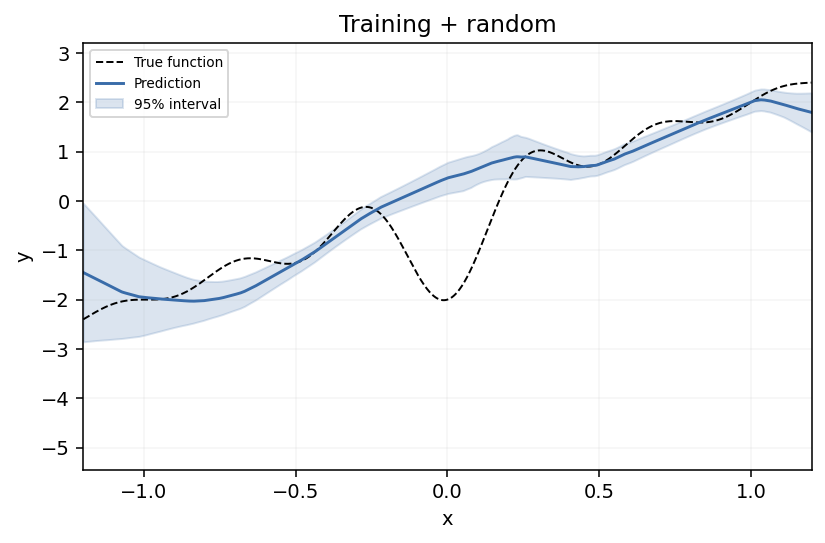 Training + random
True function
Prediction
95% interval
3
2
1
0
−1
−2
−3
−4
−5
y
−1.0 −0.5 0.0 0.5 1.0
x